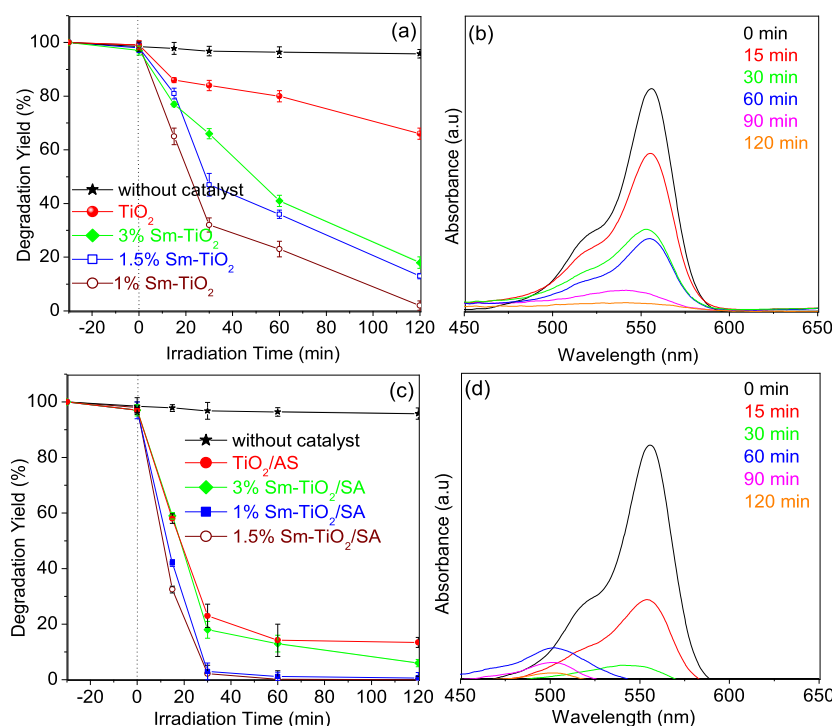 (a)
Degradation Yield (%)
100
80
60
40
20
0
without catalyst
TiO2
3% Sm-TiO2
1.5% Sm-TiO2
1% Sm-TiO2
-20 0 20 40 60 80 100 120
Irradiation Time (min)
(b)
Absorbance (a.u)
0 min
15 min
30 min
60 min
90 min
120 min
450 500 550 600 650
Wavelength (nm)
(c)
Degradation Yield (%)
100
80
60
40
20
0
without catalyst
TiO2/AS
3% Sm-TiO2/SA
1% Sm-TiO2/SA
1.5% Sm-TiO2/SA
-20 0 20 40 60 80 100 120
Irradiation Time (min)
(d)
Absorbance (a.u)
0 min
15 min
30 min
60 min
90 min
120 min
450 500 550 600 650
Wavelength (nm)